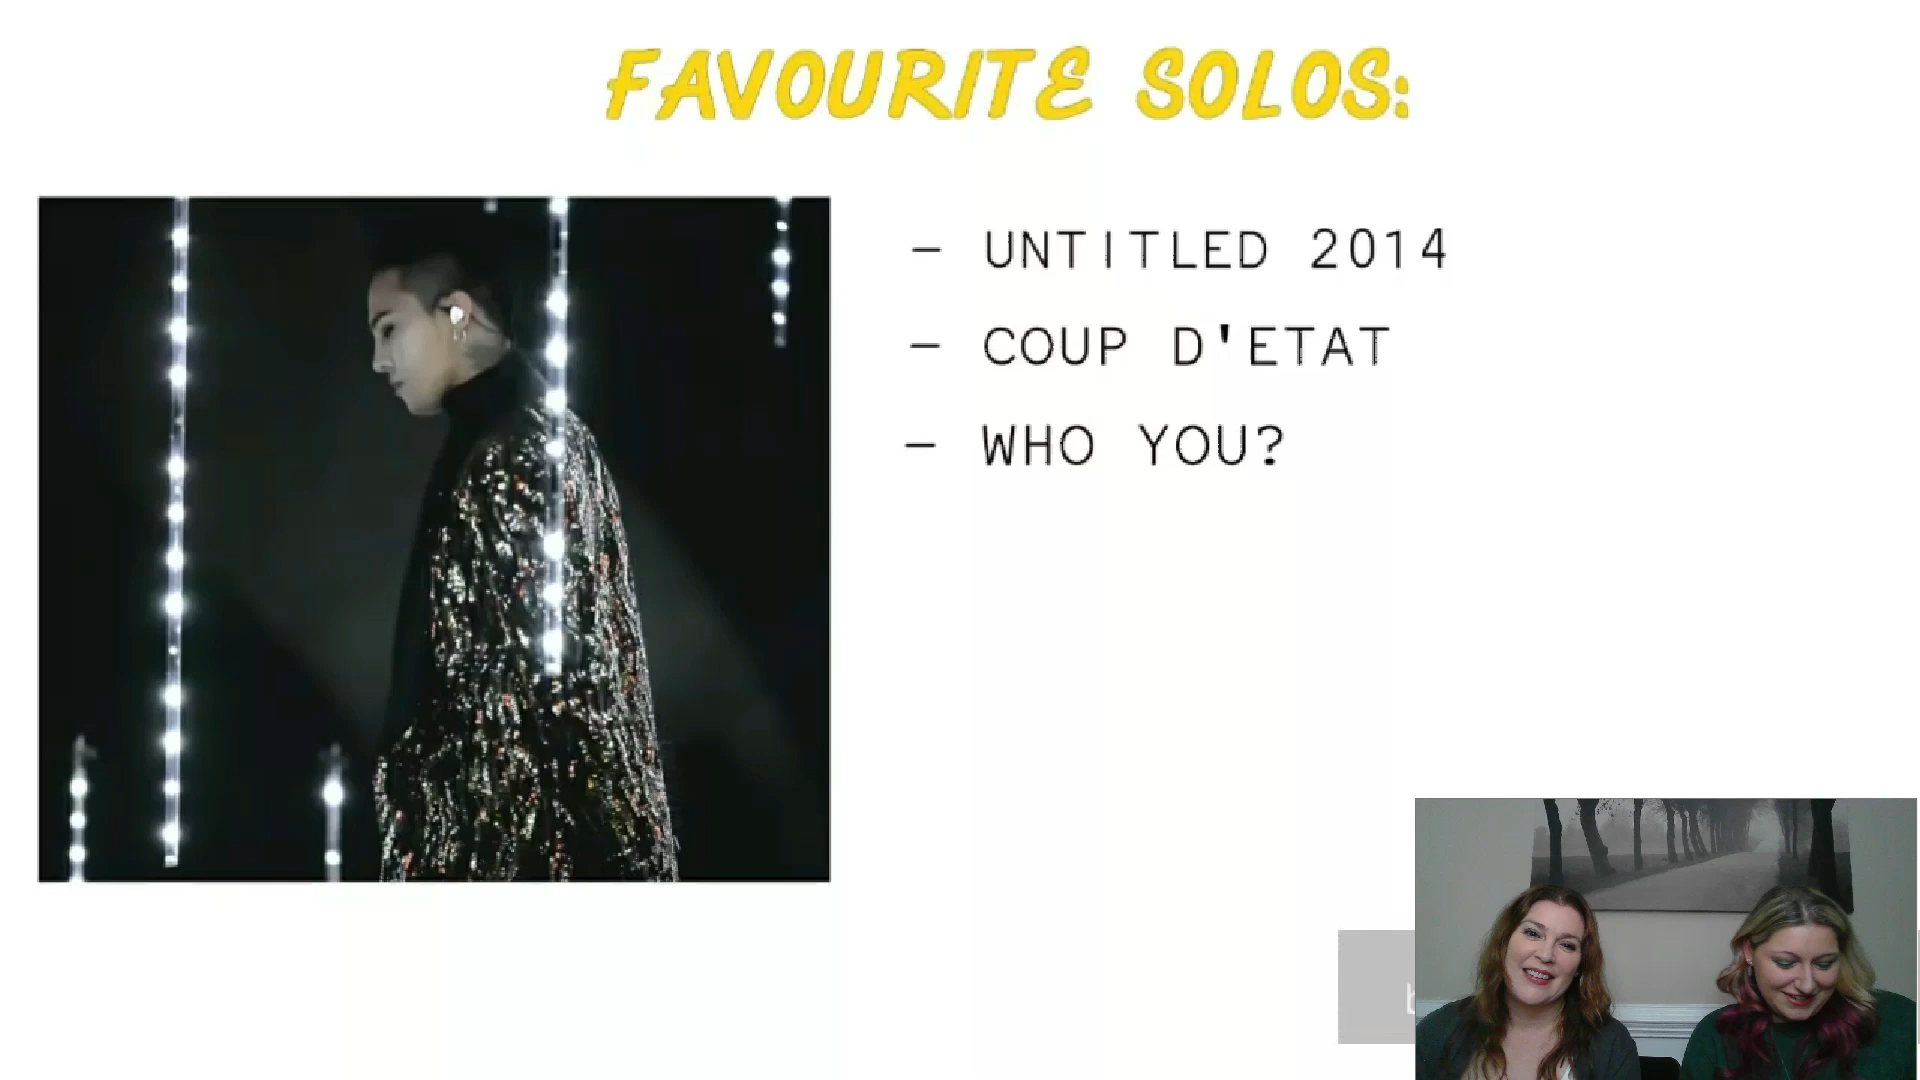 FAVOURITE SOLOS:
- UNTITLED 2014
- COUP D'ETAT
- WHO YOU?